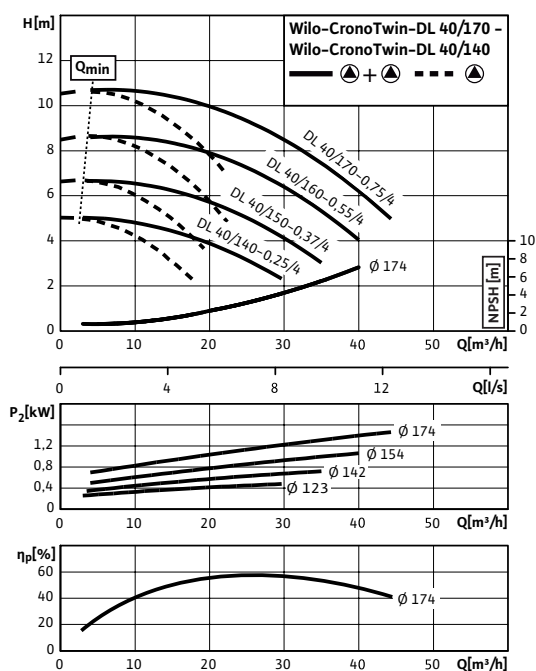 H[m]
Wilo-CronoTwin-DL 40/170 -
Wilo-CronoTwin-DL 40/140
+
Qmin
12
10
8
6
4
2
0
DL 40/170-0,75/4
DL 40/160-0,55/4
DL 40/150-0,37/4
DL 40/140-0,25/4
Ø 174
10
8
6
4
2
0
NPSH [m]
0 10 20 30 40 50 Q[m³/h]
0 4 8 12 Q[l/s]
P2[kW]
1,2
0,8
0,4
0
Ø 174
Ø 154
Ø 142
Ø 123
0 10 20 30 40 50 Q[m³/h]
ηp[%]
60
40
20
0
Ø 174
0 10 20 30 40 50 Q[m³/h]